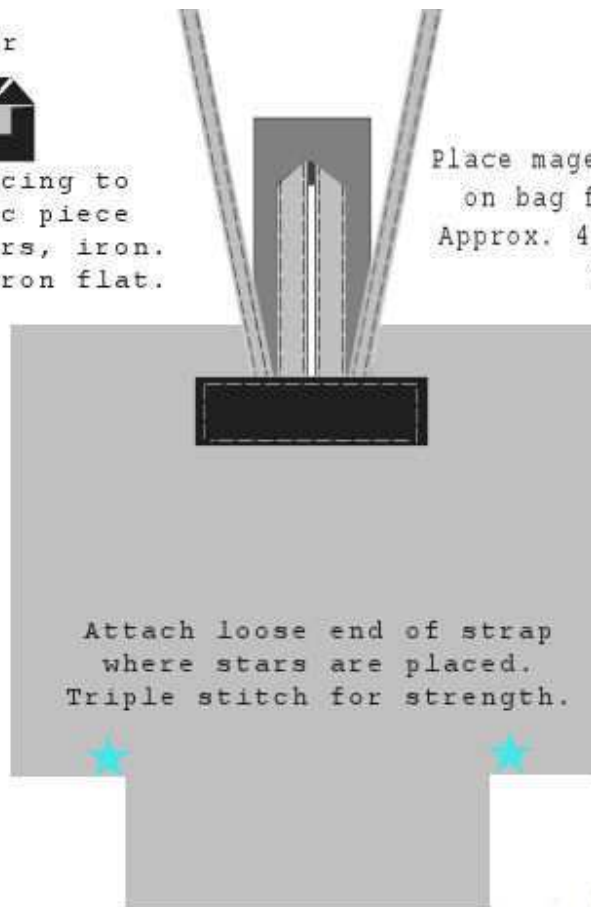 r
cing to
c piece
rs, iron.
ron flat.
Place mage
on bag f
Approx. 4
Attach loose end of strap
where stars are placed.
Triple stitch for strength.